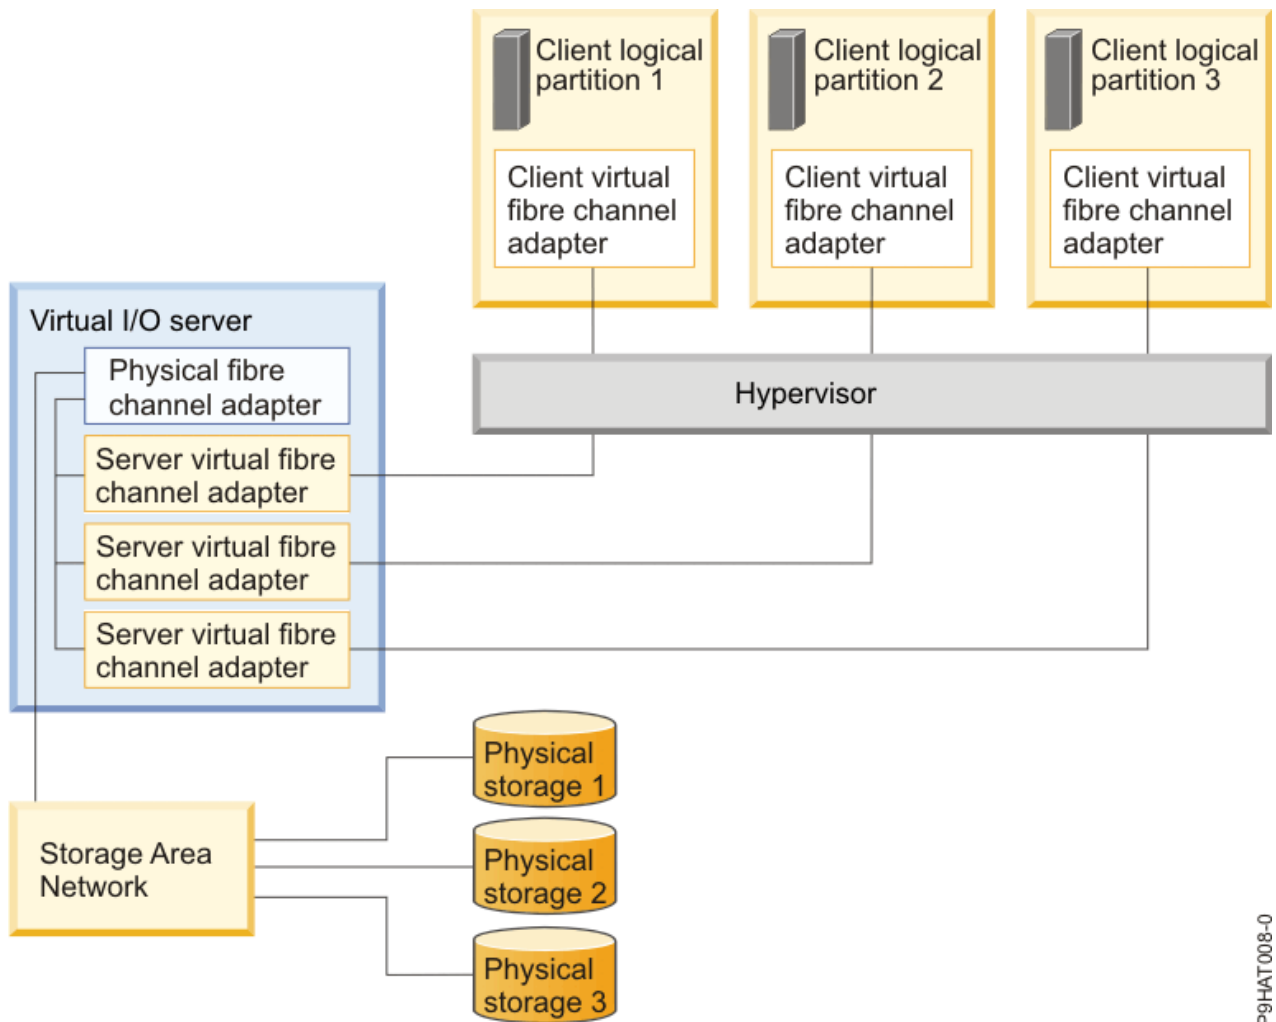 Client logical
partition 1
Client virtual
fibre channel
adapter
Client logical
partition 2
Client virtual
fibre channel
adapter
Client logical
partition 3
Client virtual
fibre channel
adapter
Hypervisor
Virtual I/O server
Physical fibre
channel adapter
Server virtual fibre
channel adapter
Server virtual fibre
channel adapter
Server virtual fibre
channel adapter
Storage Area
Network
Physical
storage 1
Physical
storage 2
Physical
storage 3
P9HAT008-0